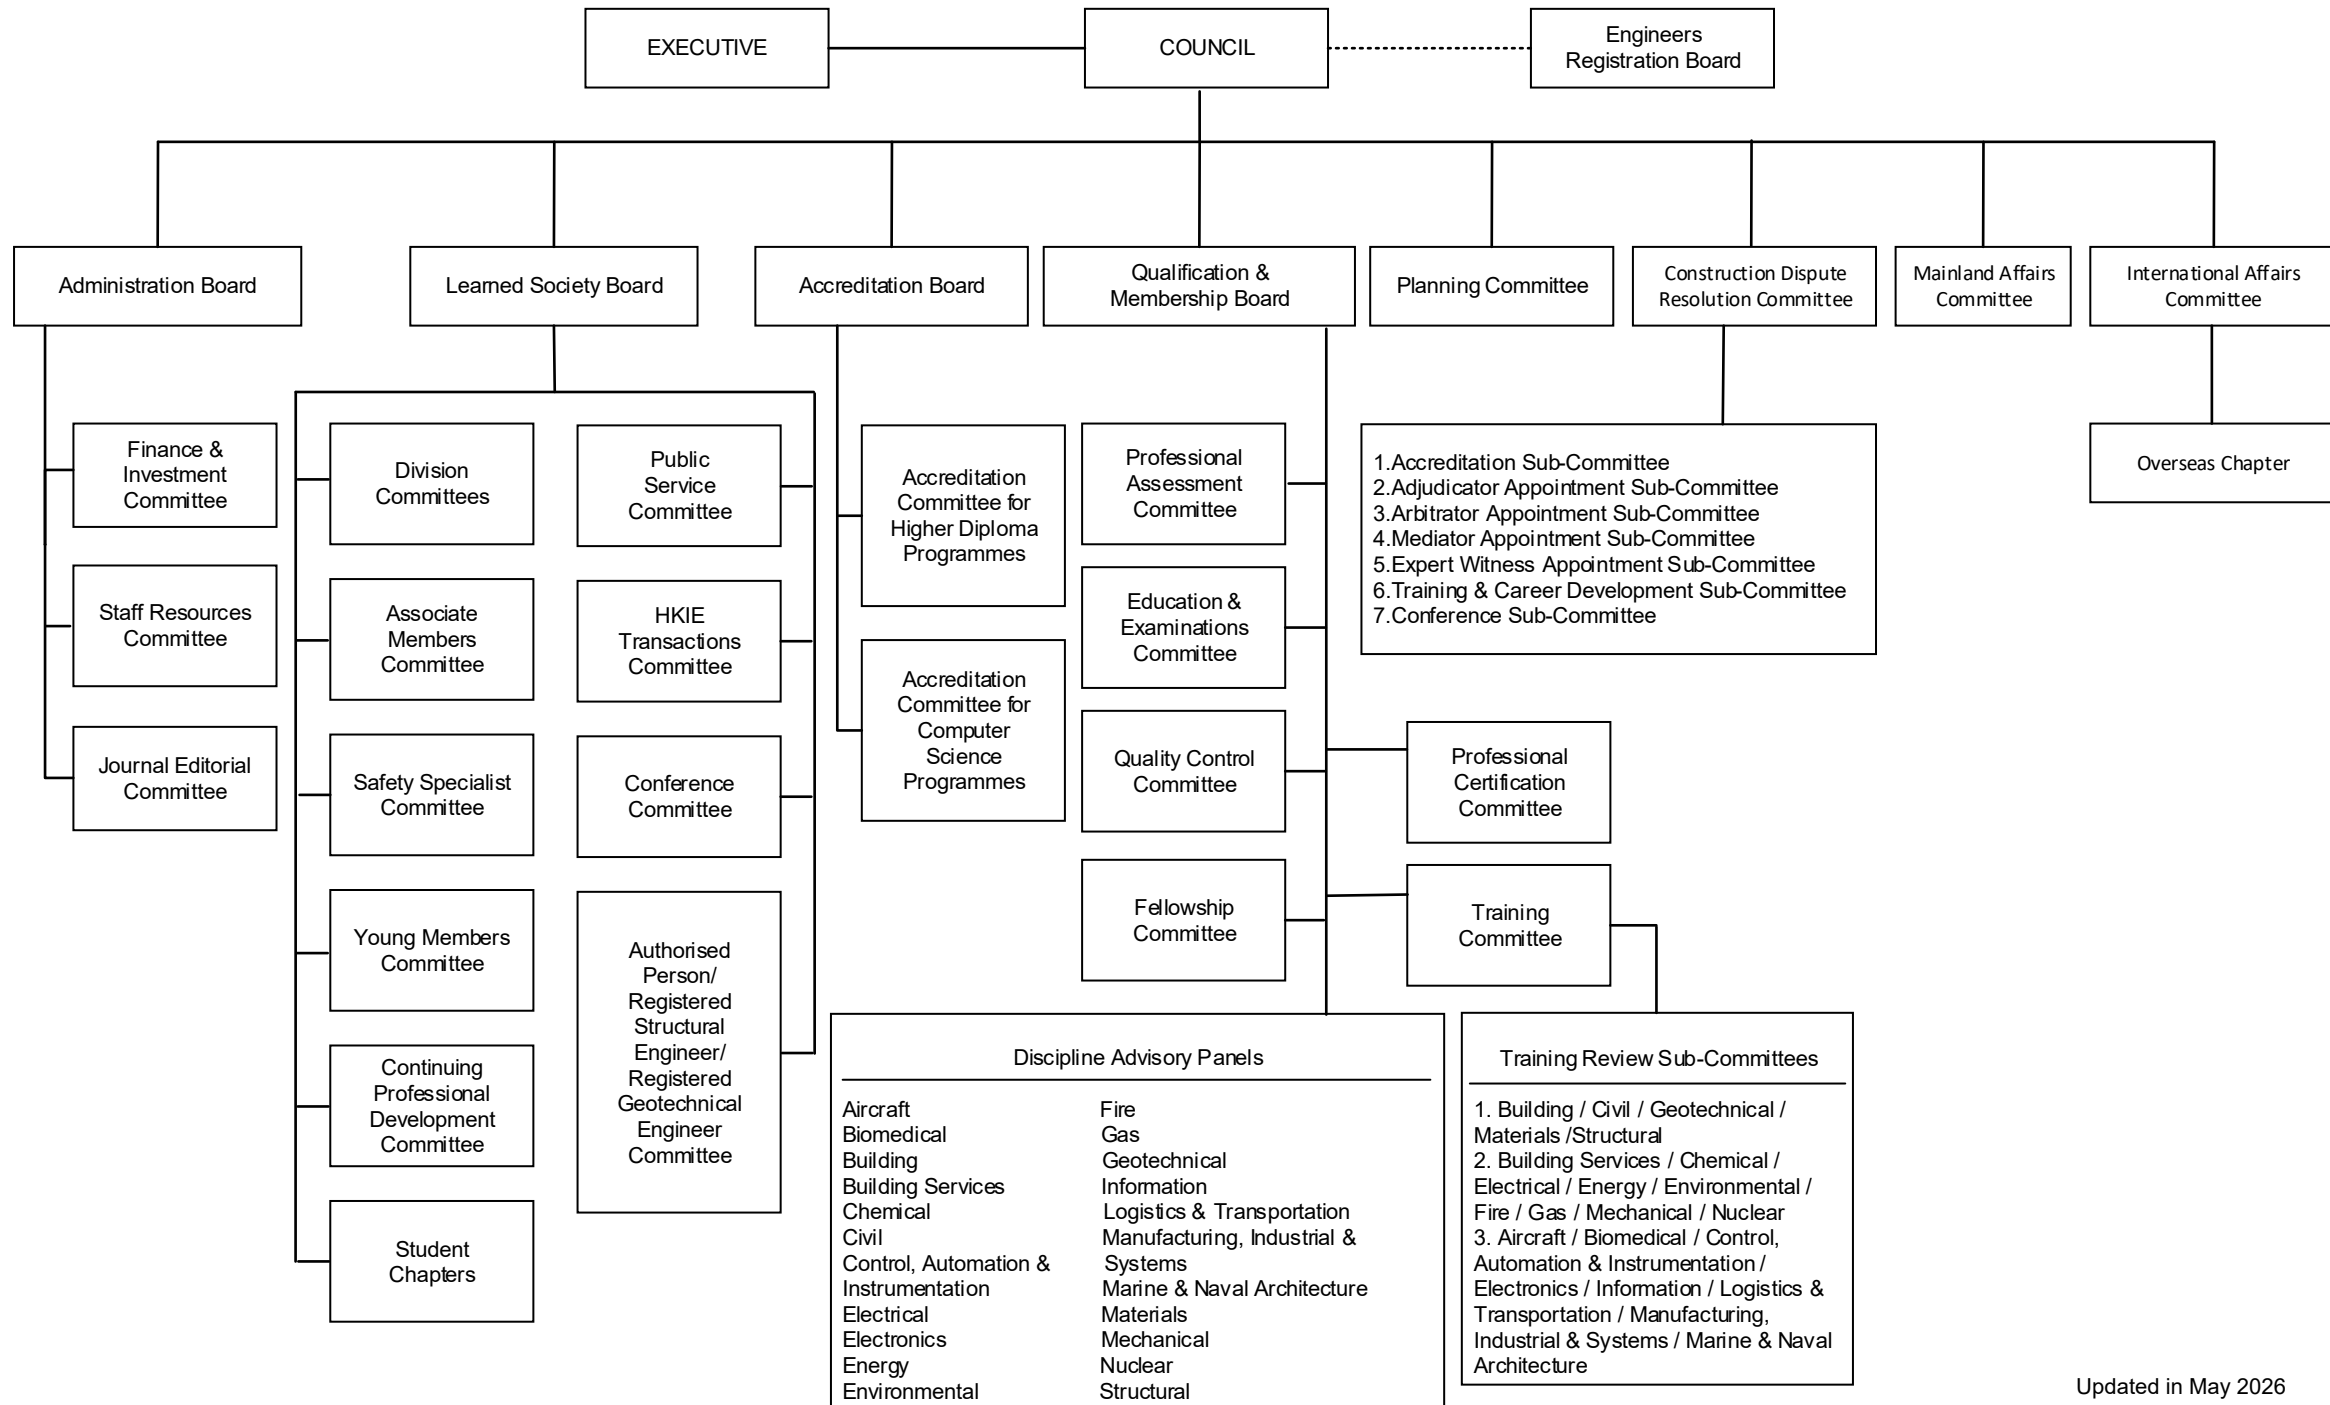 EXECUTIVE
COUNCIL
Engineers
Registration Board
Administration Board
Learned Society Board
Accreditation Board
Qualification &
Membership Board
Planning Committee
Construction Dispute
Resolution Committee
Mainland Affairs
Committee
International Affairs
Committee
Finance &
Investment
Committee
Staff Resources
Committee
Journal Editorial
Committee
Division
Committees
Associate
Members
Committee
Safety Specialist
Committee
Young Members
Committee
Continuing
Professional
Development
Committee
Student
Chapters
Public
Service
Committee
HKIE
Transactions
Committee
Conference
Committee
Authorised
Person/
Registered
Structural
Engineer/
Registered
Geotechnical
Engineer
Committee
Accreditation
Committee for
Higher Diploma
Programmes
Accreditation
Committee for
Computer
Science
Programmes
Professional
Assessment
Committee
Education &
Examinations
Committee
Quality Control
Committee
Fellowship
Committee
Professional
Certification
Committee
Training
Committee
1.Accreditation Sub-Committee
2.Adjudicator Appointment Sub-Committee
3.Arbitrator Appointment Sub-Committee
4.Mediator Appointment Sub-Committee
5.Expert Witness Appointment Sub-Committee
6.Training & Career Development Sub-Committee
7.Conference Sub-Committee
Overseas Chapter
Discipline Advisory Panels
Aircraft
Biomedical
Building
Building Services
Chemical
Civil
Control, Automation &
Instrumentation
Electrical
Electronics
Energy
Environmental
Fire
Gas
Geotechnical
Information
Logistics & Transportation
Manufacturing, Industrial &
Systems
Marine & Naval Architecture
Materials
Mechanical
Nuclear
Structural
Training Review Sub-Committees
1. Building / Civil / Geotechnical /
Materials /Structural
2. Building Services / Chemical /
Electrical / Energy / Environmental /
Fire / Gas / Mechanical / Nuclear
3. Aircraft / Biomedical / Control,
Automation & Instrumentation /
Electronics / Information / Logistics &
Transportation / Manufacturing,
Industrial & Systems / Marine & Naval
Architecture
Updated in May 2026